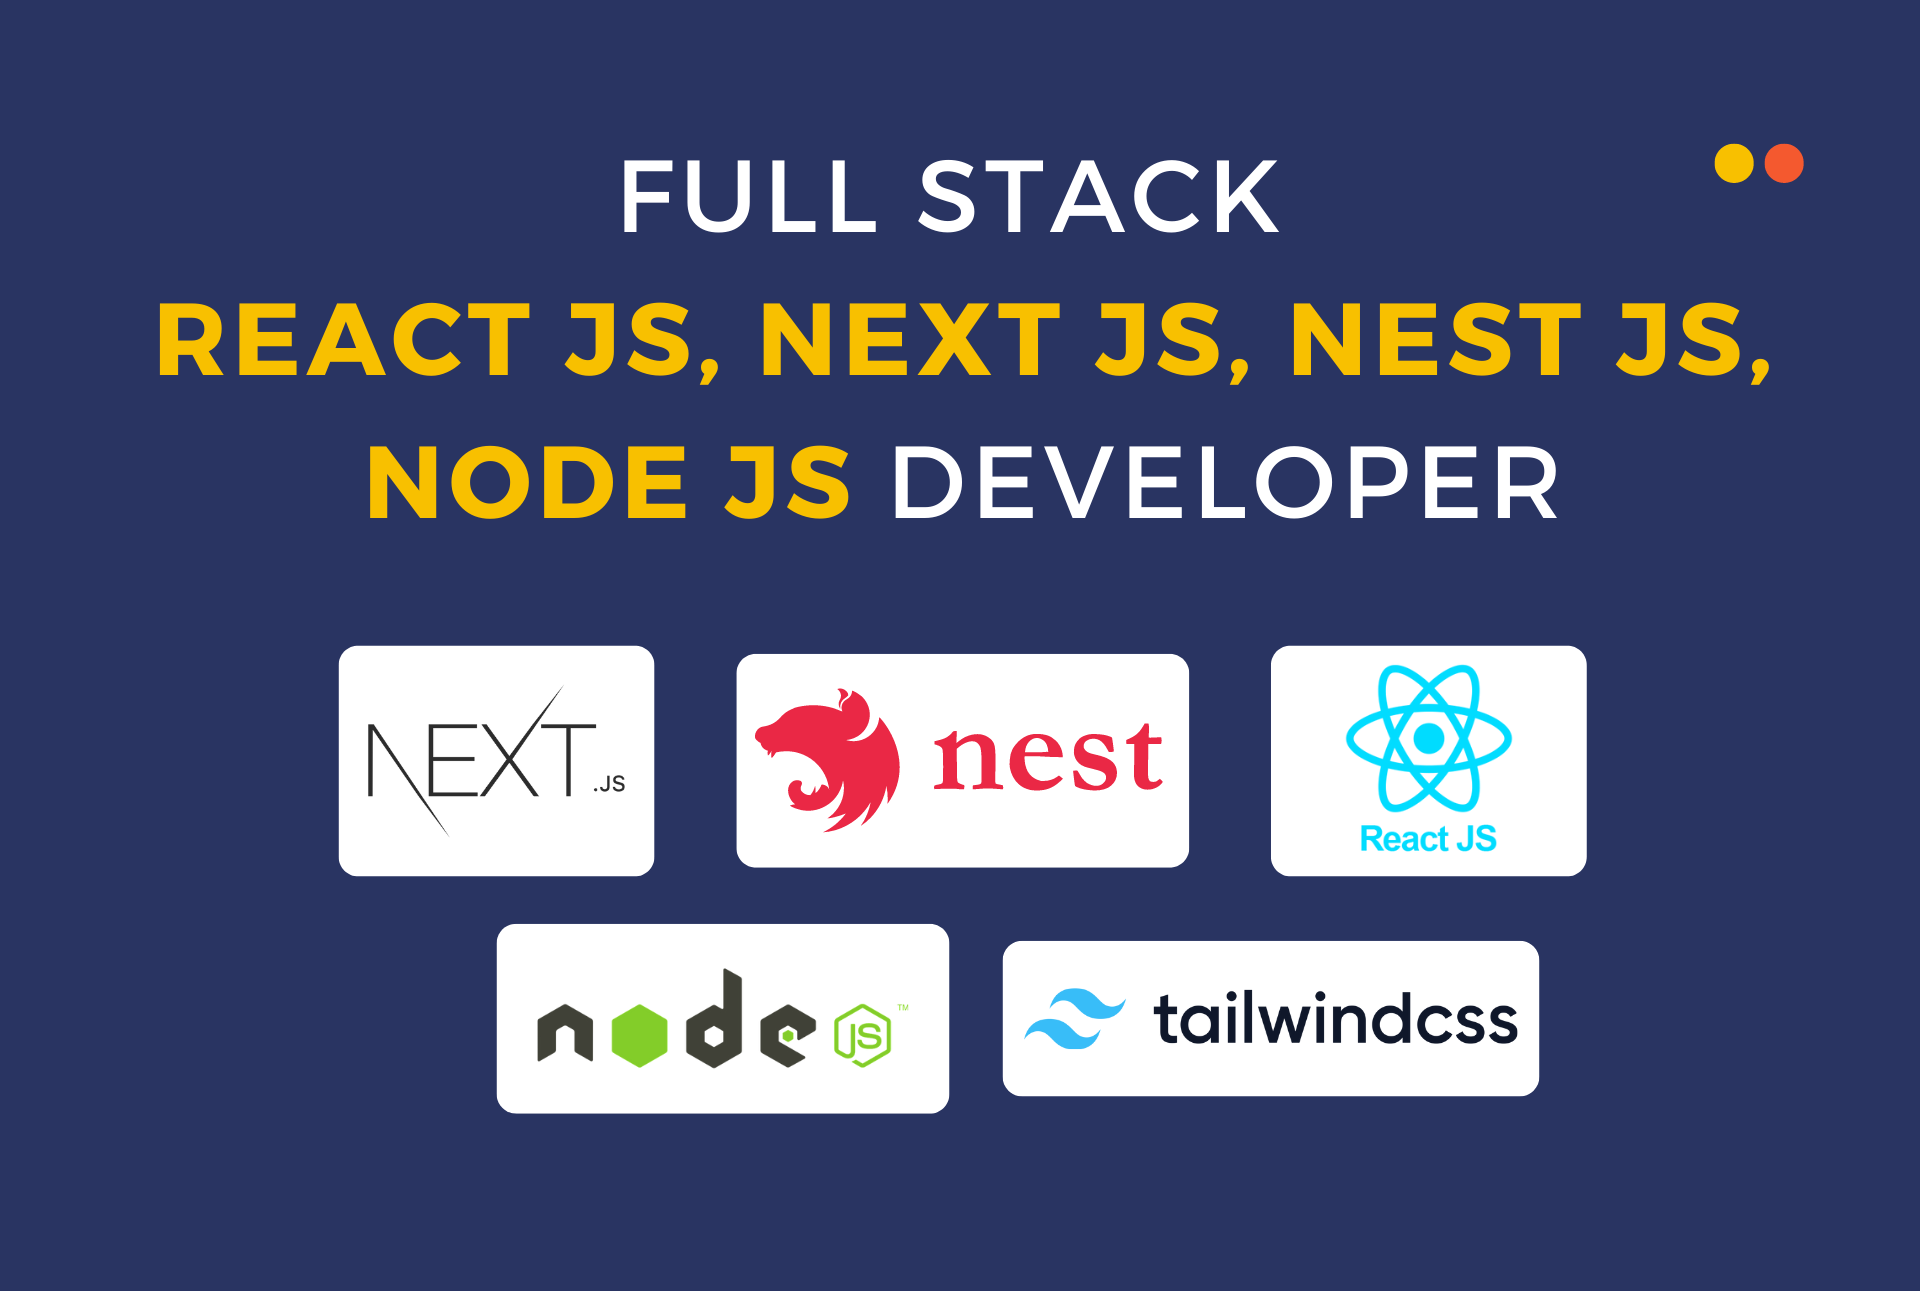 FULL STACK
REACT JS, NEXT JS, NEST JS,
NODE JS DEVELOPER
NEXT.JS
nest
React JS
node JS ™
tailwindcss